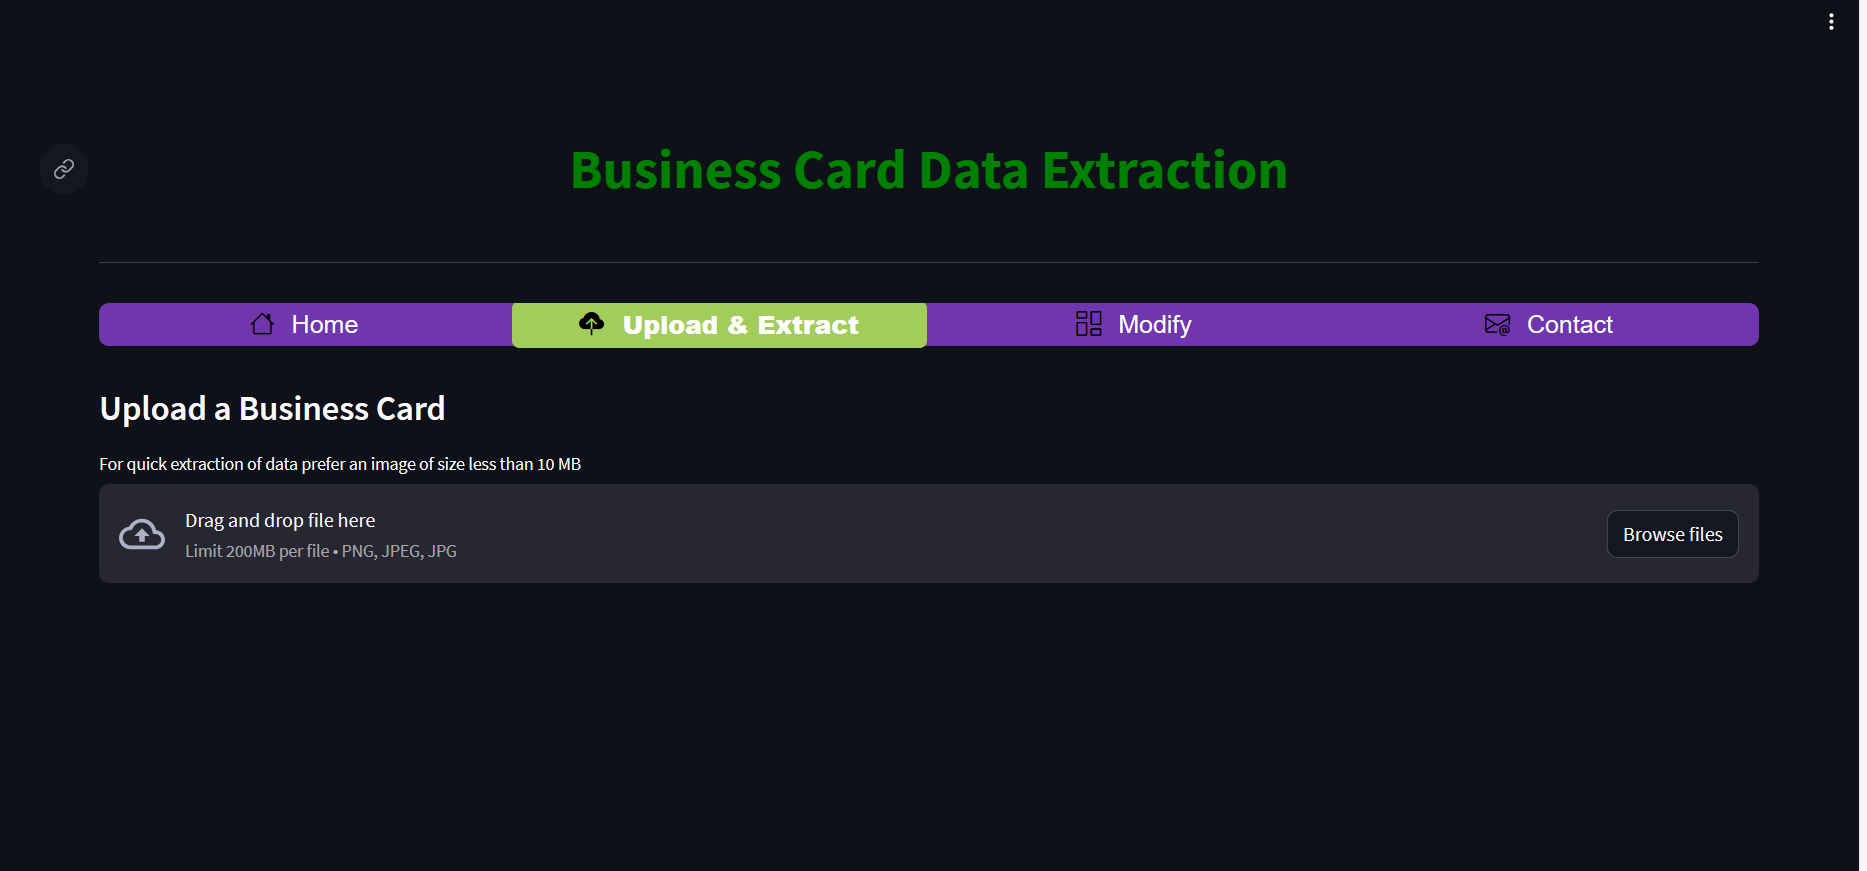 Business Card Data Extraction
Home
Upload & Extract
Modify
Contact
Upload a Business Card
For quick extraction of data prefer an image of size less than 10 MB
Drag and drop file here
Limit 200MB per file • PNG, JPEG, JPG
Browse files